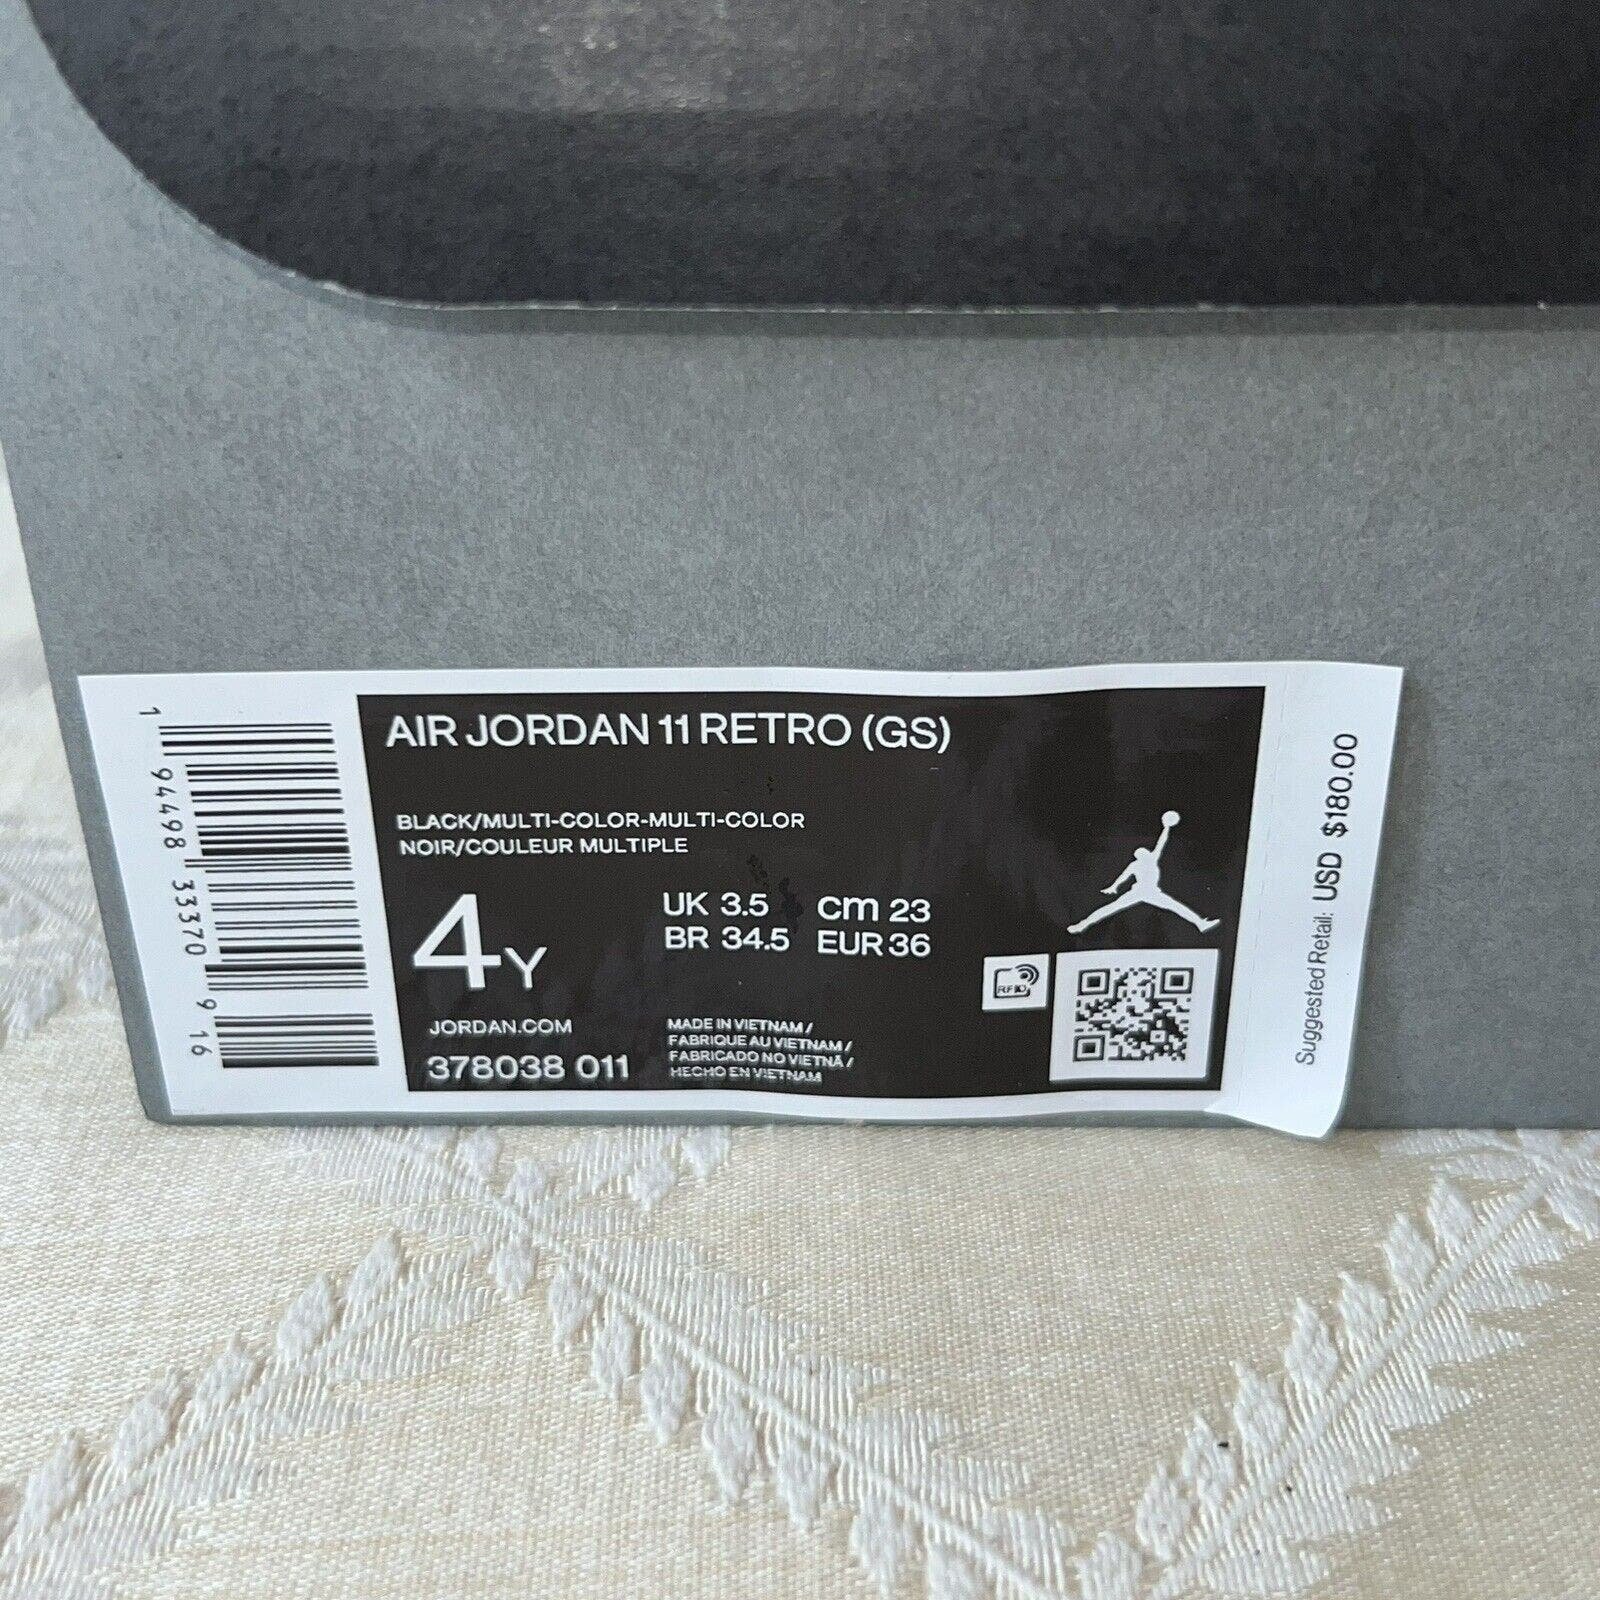 AIR JORDAN 11 RETRO (GS)
BLACK/MULTI-COLOR-MULTI-COLOR
NOIR/COULEUR MULTIPLE
4Y
UK 3.5 cm 23
BR 34.5 EUR 36
JORDAN.COM
378038 011
MADE IN VIETNAM /
FABRIQUE AU VIETNAM /
FABRICADO NO VIETNÃ /
HECHO EN VIETNAM
RFID
1 94498 33370 9 16
Suggested Retail: USD $180.00